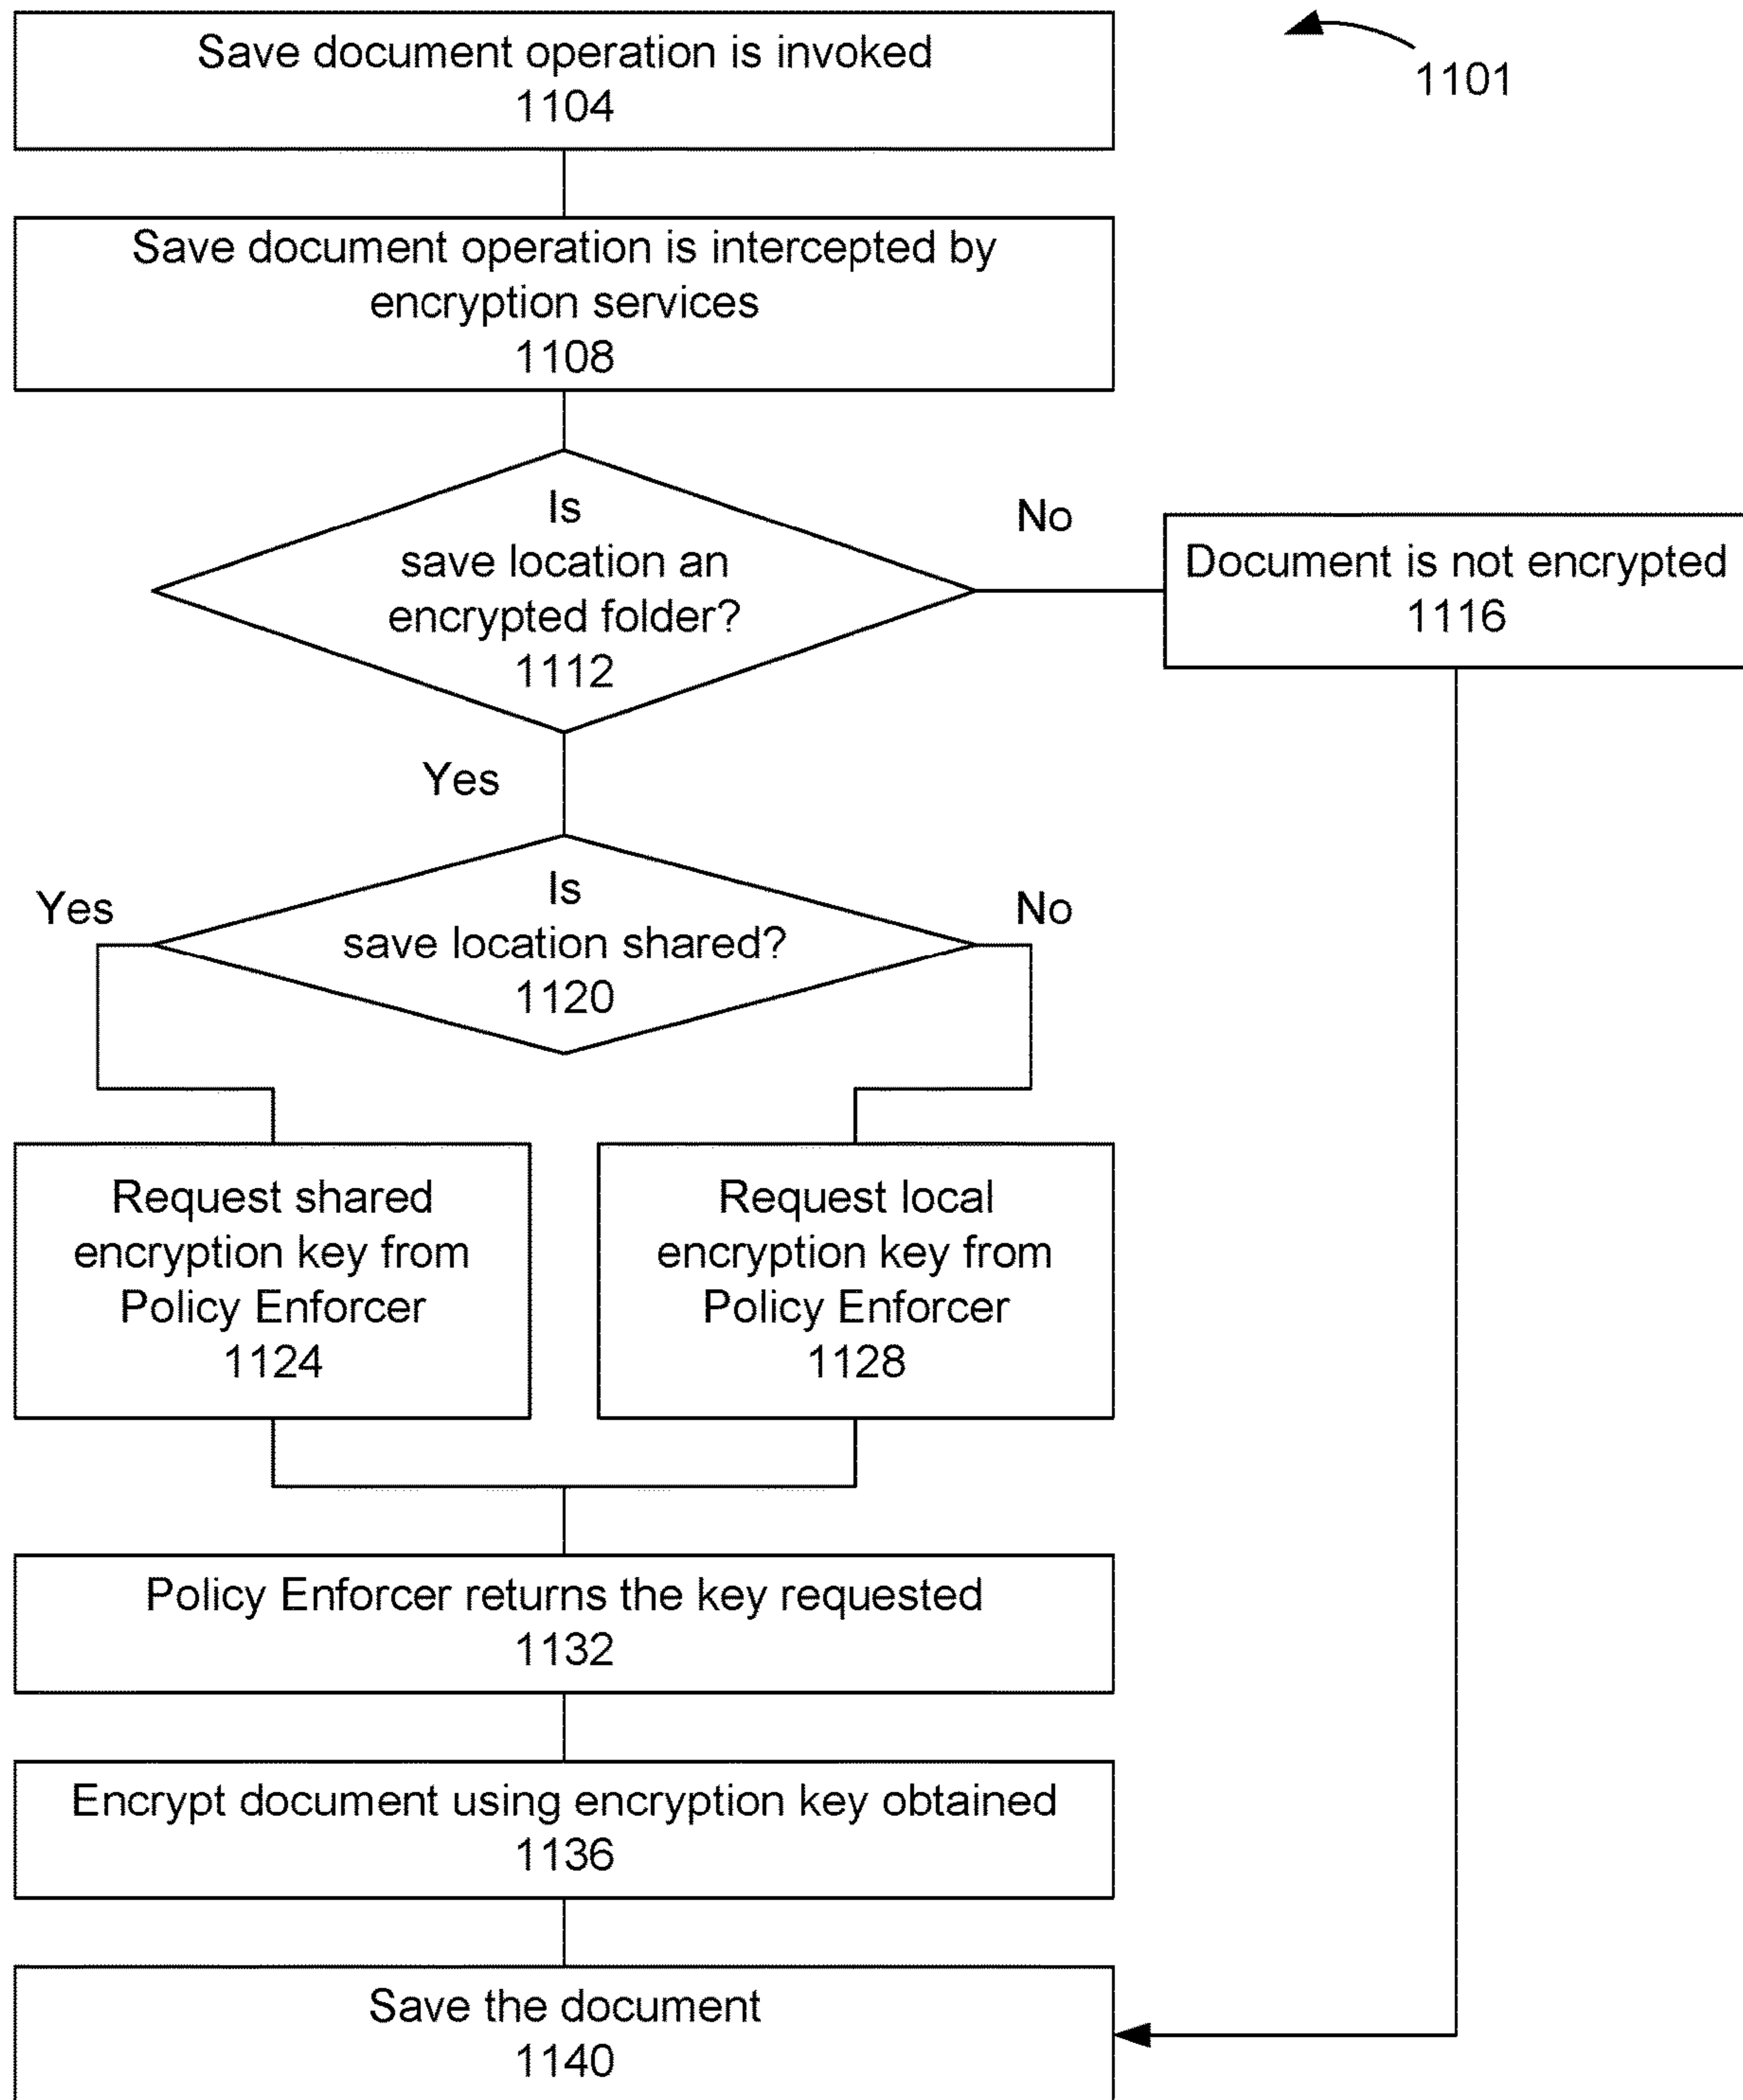 Save document operation is invoked
1104
1101
Save document operation is intercepted by
encryption services
1108
Is
save location an
encrypted folder?
1112
No
Document is not encrypted
1116
Yes
Is
save location shared?
1120
Yes
No
Request shared
encryption key from
Policy Enforcer
1124
Request local
encryption key from
Policy Enforcer
1128
Policy Enforcer returns the key requested
1132
Encrypt document using encryption key obtained
1136
Save the document
1140